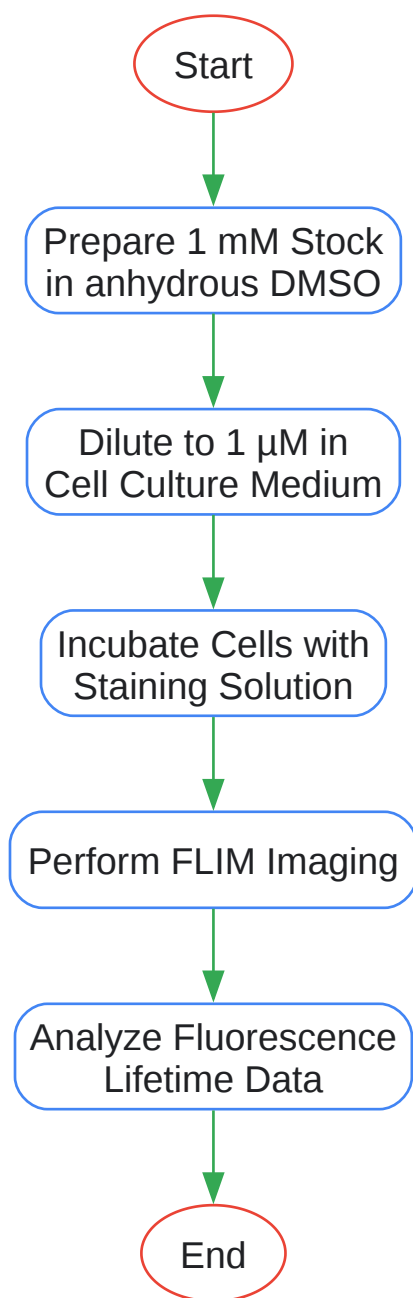 Start
Prepare 1 mM Stock
in anhydrous DMSO
Dilute to 1 µM in
Cell Culture Medium
Incubate Cells with
Staining Solution
Perform FLIM Imaging
Analyze Fluorescence
Lifetime Data
End